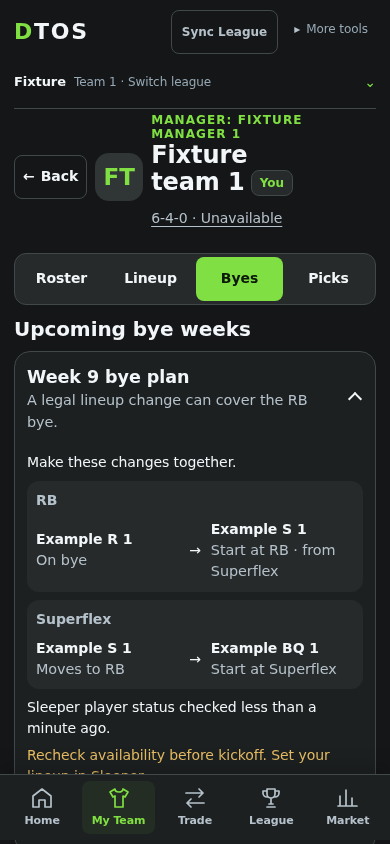 DTOS
Sync League
▸ More tools
Fixture Team 1 · Switch league
MANAGER: FIXTURE
MANAGER 1
← Back
FT
Fixture
team 1 You
6-4-0 · Unavailable
Roster Lineup Byes Picks
Upcoming bye weeks
Week 9 bye plan
A legal lineup change can cover the RB
bye.
Make these changes together.
RB
Example R 1
On bye
→
Example S 1
Start at RB · from
Superflex
Superflex
Example S 1
Moves to RB
→
Example BQ 1
Start at Superflex
Sleeper player status checked less than a
minute ago.
Recheck availability before kickoff. Set your
lineup in Sleeper.
Home My Team Trade League Market